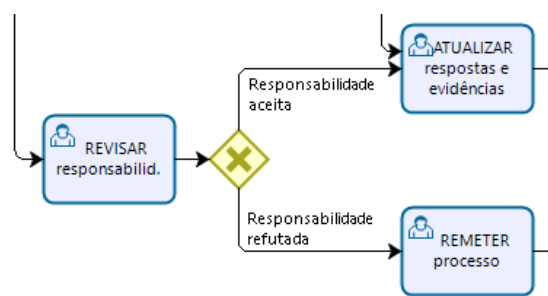 ATUALIZAR
respostas e
evidências
Responsabilidade
aceita
REVISAR
responsabilid.
Responsabilidade
refutada
REMETER
processo